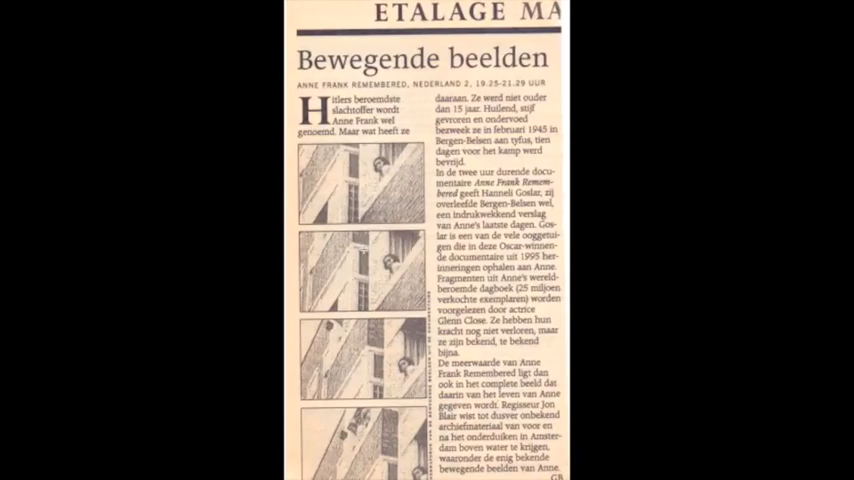 ETALAGE MA
Bewegende beelden
ANNE FRANK REMEMBERED, NEDERLAND 2, 19.25-21.29 UUR
Hitlers beroemdste
slachtoffer wordt
Anne Frank wel
genoemd. Maar wat heeft ze
daaraan. Ze werd niet ouder
dan 15 jaar. Huilend, stijf
gevroren en ondervoed
bezweek ze in februari 1945 in
Bergen-Belsen aan tyfus, tien
dagen voor het kamp werd
bevrijd.
In de twee uur durende docu-
mentaire Anne Frank Remem-
bered geeft Hanneli Goslar, zij
overleefde Bergen-Belsen wel,
een indrukwekkend verslag
van Anne's laatste dagen. Gos-
lar is een van de vele ooggetui-
gen die in deze Oscar-winnen-
de documentaire uit 1995 her-
inneringen ophalen aan Anne.
Fragmenten uit Anne's wereld-
beroemde dagboek (25 miljoen
verkochte exemplaren) worden
voorgelezen door actrice
Glenn Close. Ze hebben hun
kracht nog niet verloren, maar
ze zijn bekend, te bekend
bijna.
De meerwaarde van Anne
Frank Remembered ligt dan
ook in het complete beeld dat
daarin van het leven van Anne
gegeven wordt. Regisseur Jon
Blair wist tot dusver onbekend
archiefmateriaal van voor en
na het onderduiken in Amster-
dam boven water te krijgen,
waaronder de enig bekende
bewegende beelden van Anne.
GB